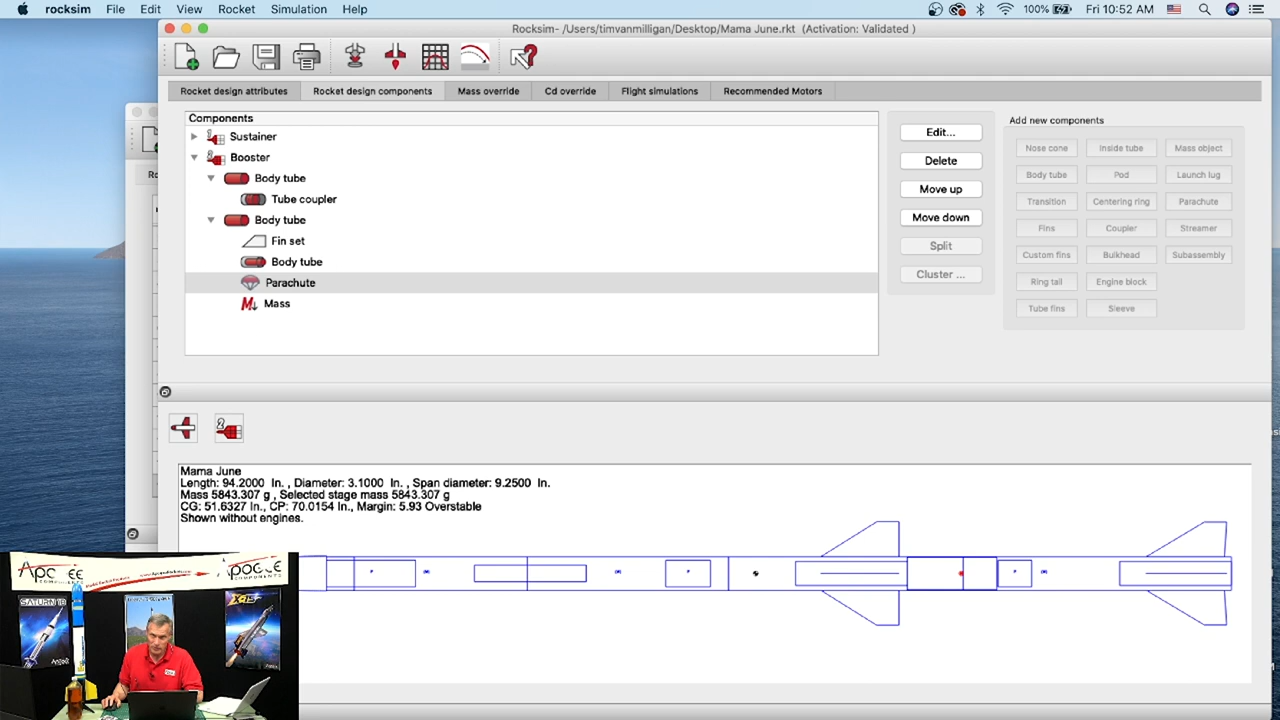 rocksim File Edit View Rocket Simulation Help 100% Fri 10:52 AM
Rocksim- /Users/timvanmilligan/Desktop/Mama June.rkt (Activation: Validated )
Rocket design attributes Rocket design components Mass override Cd override Flight simulations Recommended Motors
Components
Sustainer
Booster
Body tube
Tube coupler
Body tube
Fin set
Body tube
Parachute
Mass
Edit...
Delete
Move up
Move down
Split
Cluster ...
Add new components
Nose cone Inside tube Mass object
Body tube Pod Launch lug
Transition Centering ring Parachute
Fins Coupler Streamer
Custom fins Bulkhead Subassembly
Ring tail Engine block
Tube fins Sleeve
Mama June
Length: 94.2000 In. , Diameter: 3.1000 In. , Span diameter: 9.2500 In.
Mass 5843.307 g , Selected stage mass 5843.307 g
CG: 51.6327 In., CP: 70.0154 In., Margin: 5.93 Overstable
Shown without engines.
SATURN 1B